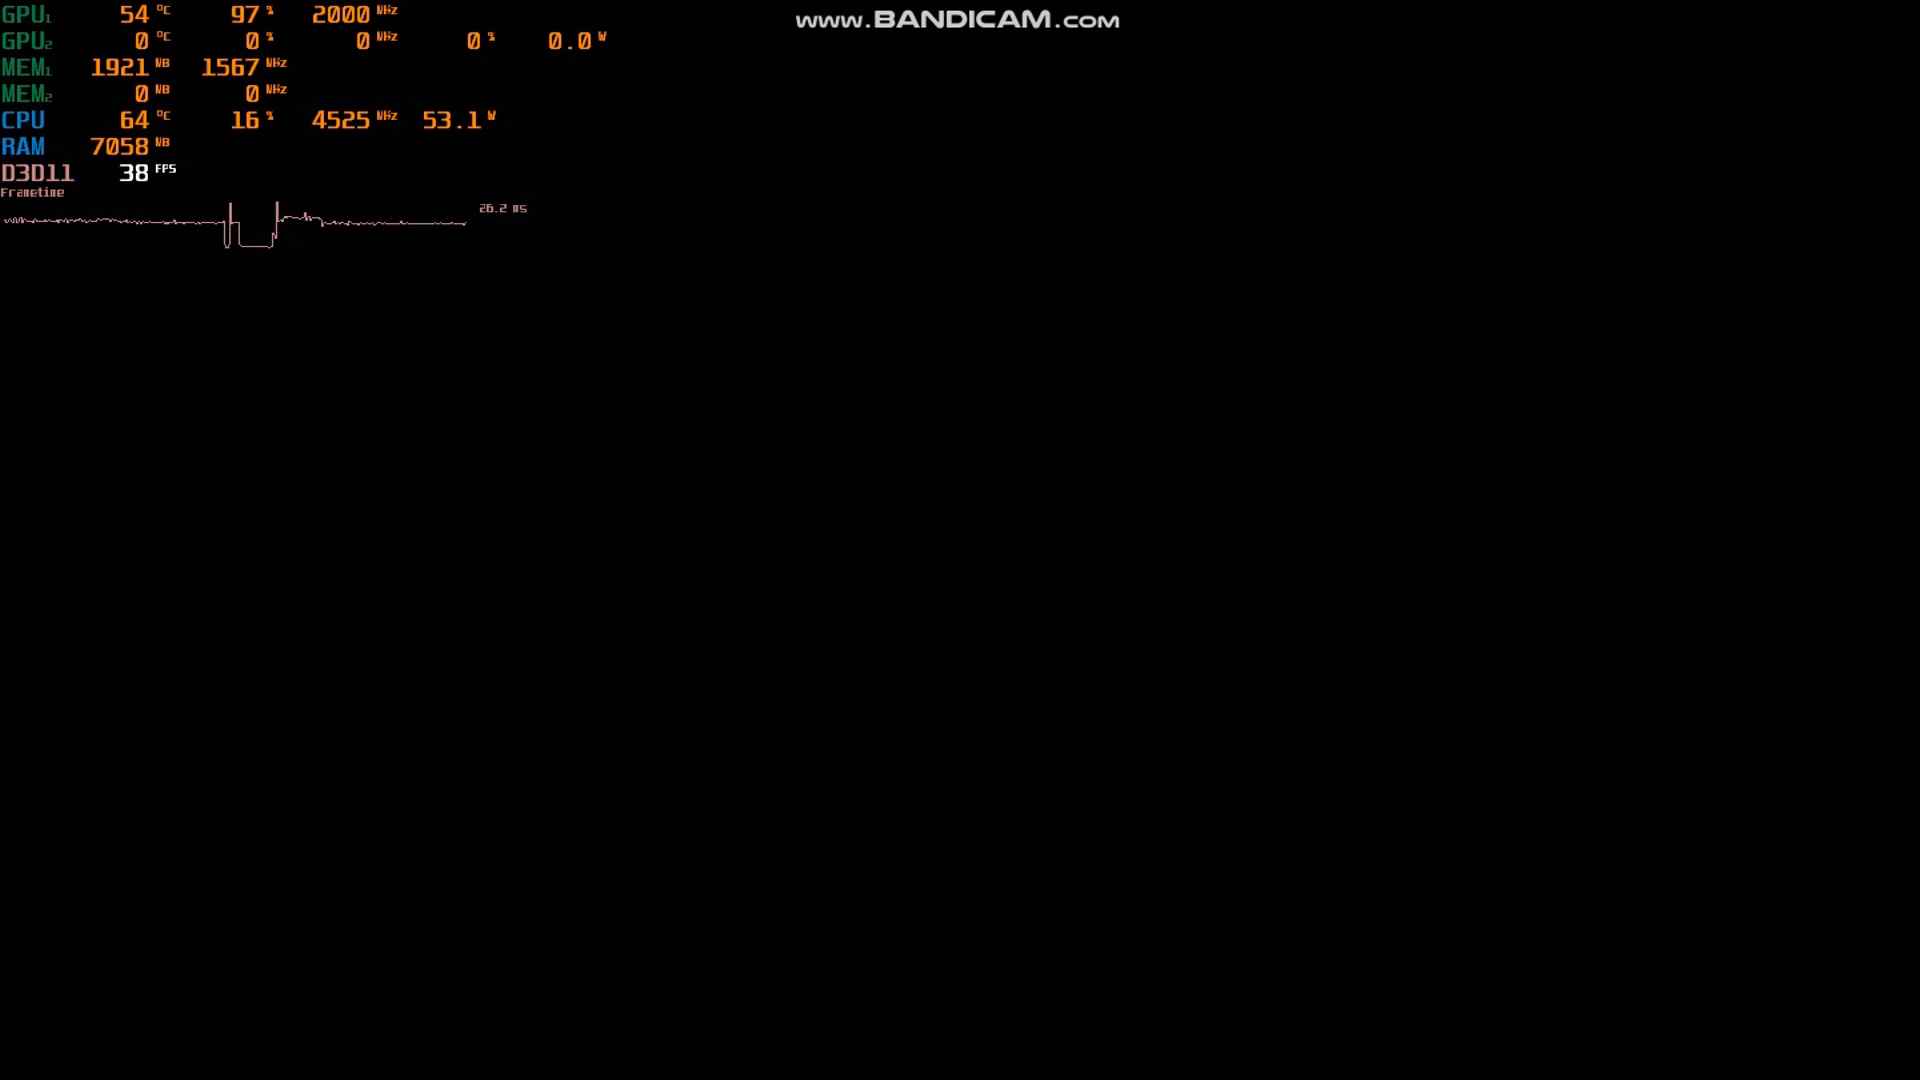 GPU1 54 °C 97 % 2000 MHz
www.BANDICAM.com
GPU2 0 °C 0 % 0 MHz 0 % 0.0 W
MEM1 1921 MB 1567 MHz
MEM2 0 MB 0 MHz
CPU 64 °C 16 % 4525 MHz 53.1 W
RAM 7058 MB
D3D11 38 FPS
Frametime
26.2 ms